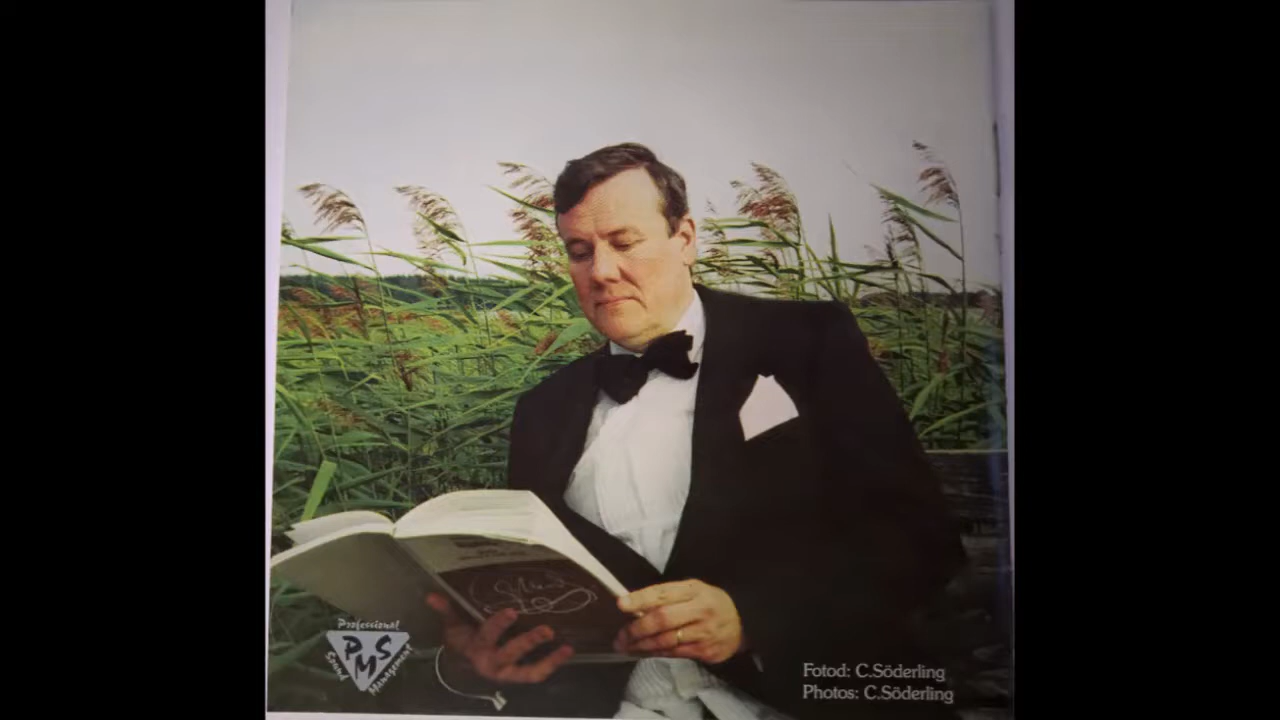 Professional
PMS
Sound Management
Fotod: C.Söderling
Photos: C.Söderling